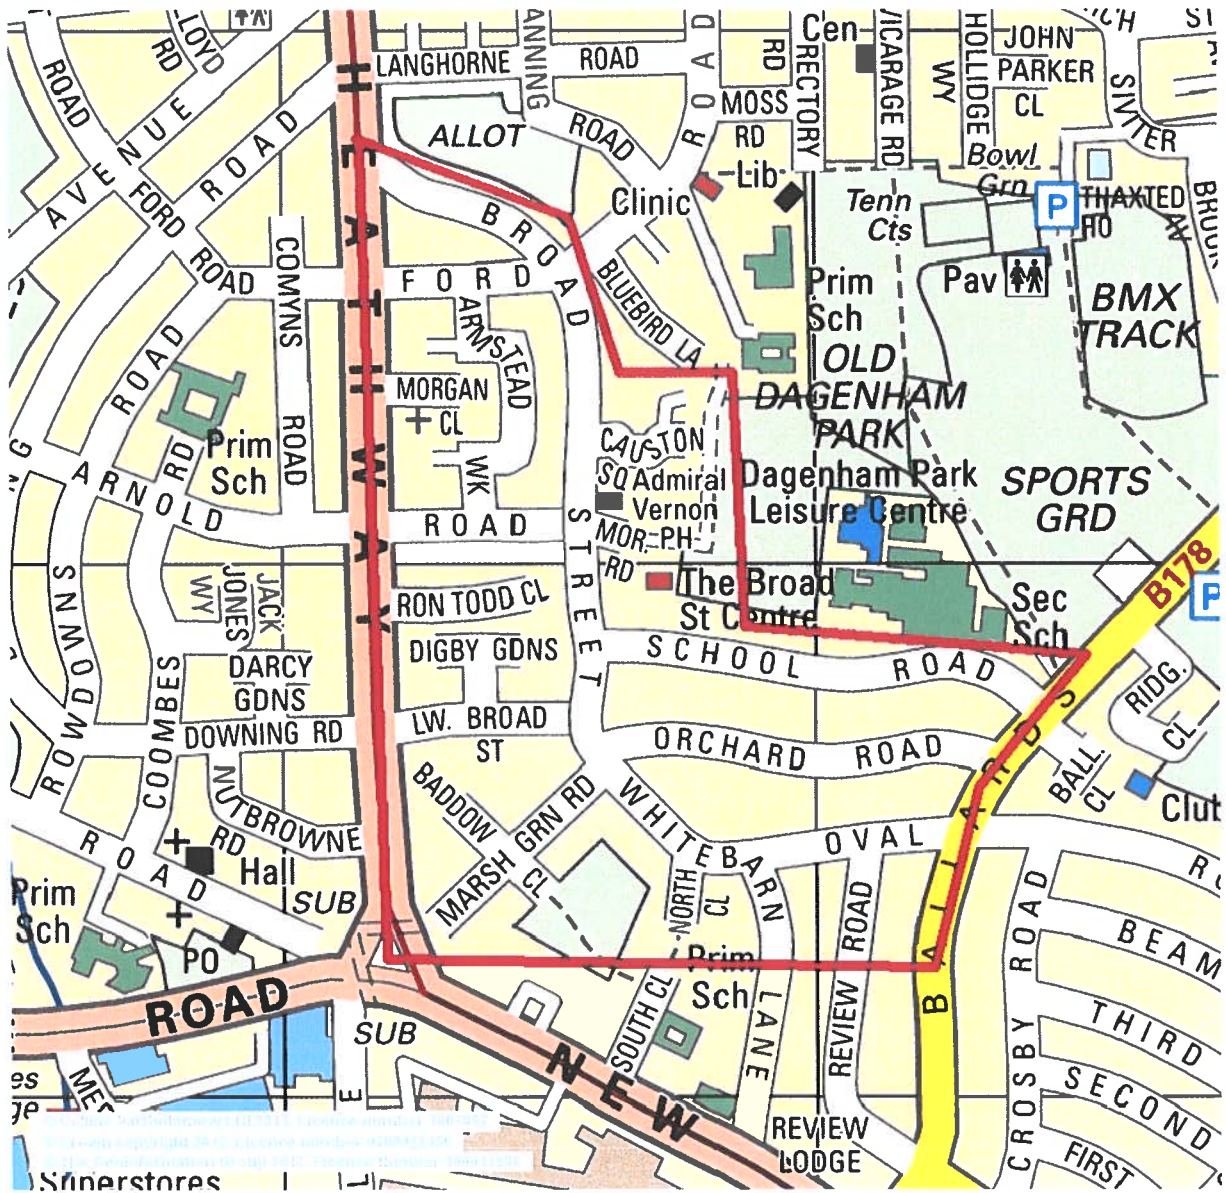 LLOYD
RD
ROAD
AVENUE
ROAD
FORD
ROAD
LANGHORNE
ROAD
ROAD
ROAD
MOSS
RD
RD
RECTORY
Cen
VICARAGE RD
WY
HOLLIDGE
JOHN
PARKER
CL
SIVTER
ALLOT
Clinic
Lib
Bowl
Grn
Tenn
Cts
P
THAXTED
HO
AV
Pav
BMX
TRACK
HEATHWAY
BROAD
STREET
BLUEBIRD LA
FORD
ROAD
ARMSTEAD
WK
MORGAN
CL
COMYNS
ROAD
Prim
Sch
OLD
DAGENHAM
PARK
SPORTS
GRD
ROAD
RD
Prim
Sch
ARNOLD
CAUSTON
SQ
Admiral
Vernon
PH
MOR.
RD
Dagenham Park
Leisure Centre
The Broad
St Centre
Sec
Sch
B178
P
RON TODD CL
DIGBY GDNS
JONES
WY
JACK
DARCY
GDNS
DOWNING RD
COOMBES
ROWDOWNS
LW. BROAD
ST
SCHOOL ROAD
ORCHARD ROAD
BALLARDS
RIDG.
CL
BALL.
CL
BADDOW
CL
MARSH GRN RD
WHITEBARN
LANE
OVAL
NUTBROWNE
RD
ROAD
Hall
SUB
Prim
Sch
PO
ROAD
SUB
NORTH
CL
SOUTH CL
Prim
Sch
REVIEW ROAD
CROSBY ROAD
BEAM
THIRD
SECOND
FIRST
NEW
REVIEW
LODGE
Superstores